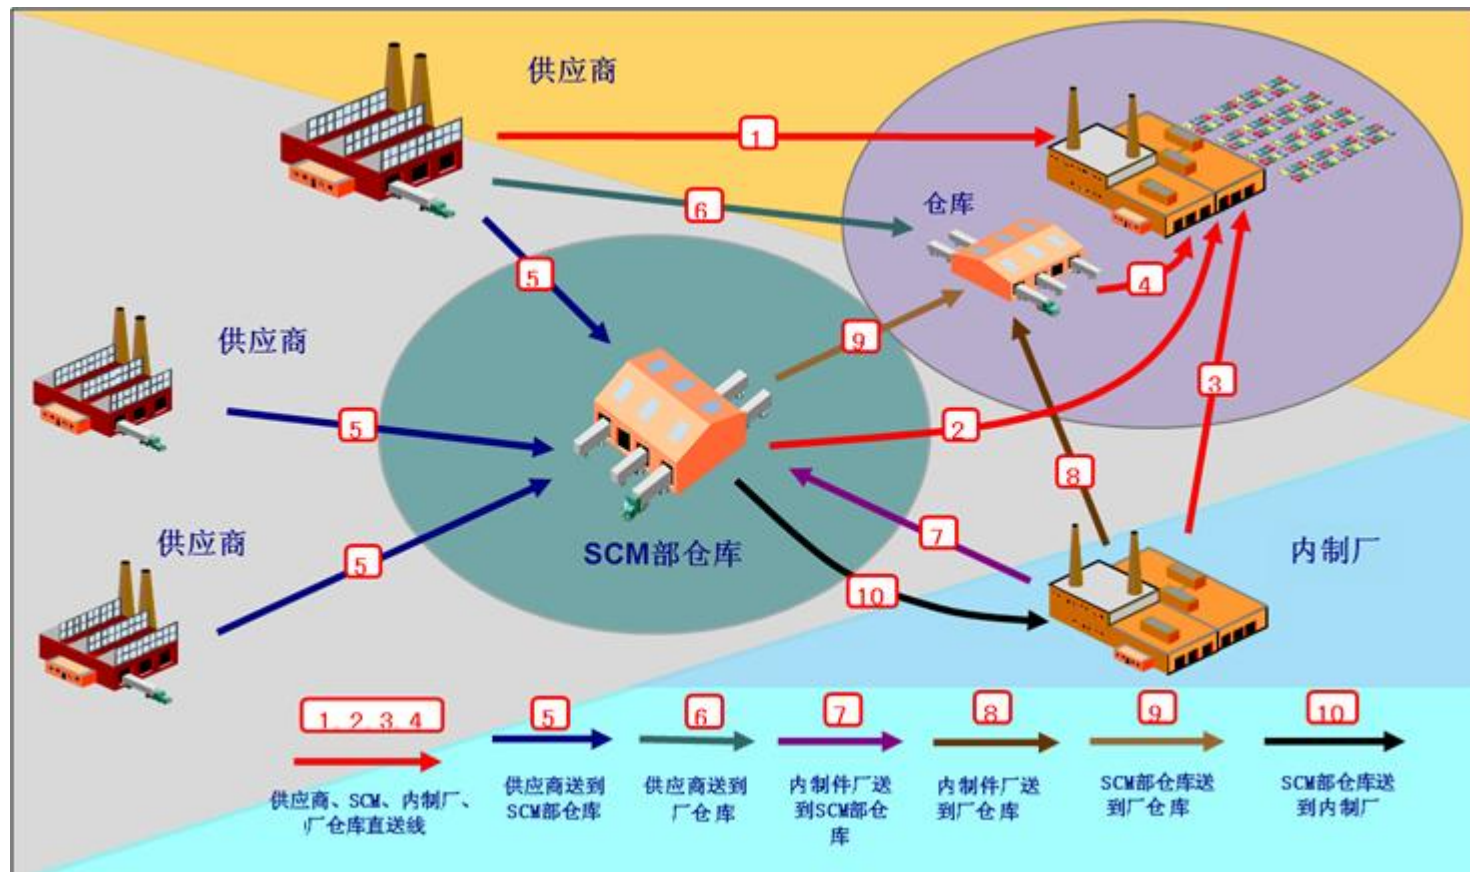 供应商
1
6
仓库
5
4
供应商
9
3
5
2
8
供应商
SCM部仓库
7
内制厂
5
10
1、2、3、4
5
6
7
8
9
10
供应商、SCM、内制厂、
厂仓库直送线
供应商送到
SCM部仓库
供应商送到
厂仓库
内制件厂送
到SCM部仓
库
内制件厂送
到厂仓库
SCM部仓库送
到厂仓库
SCM部仓库送
到内制厂